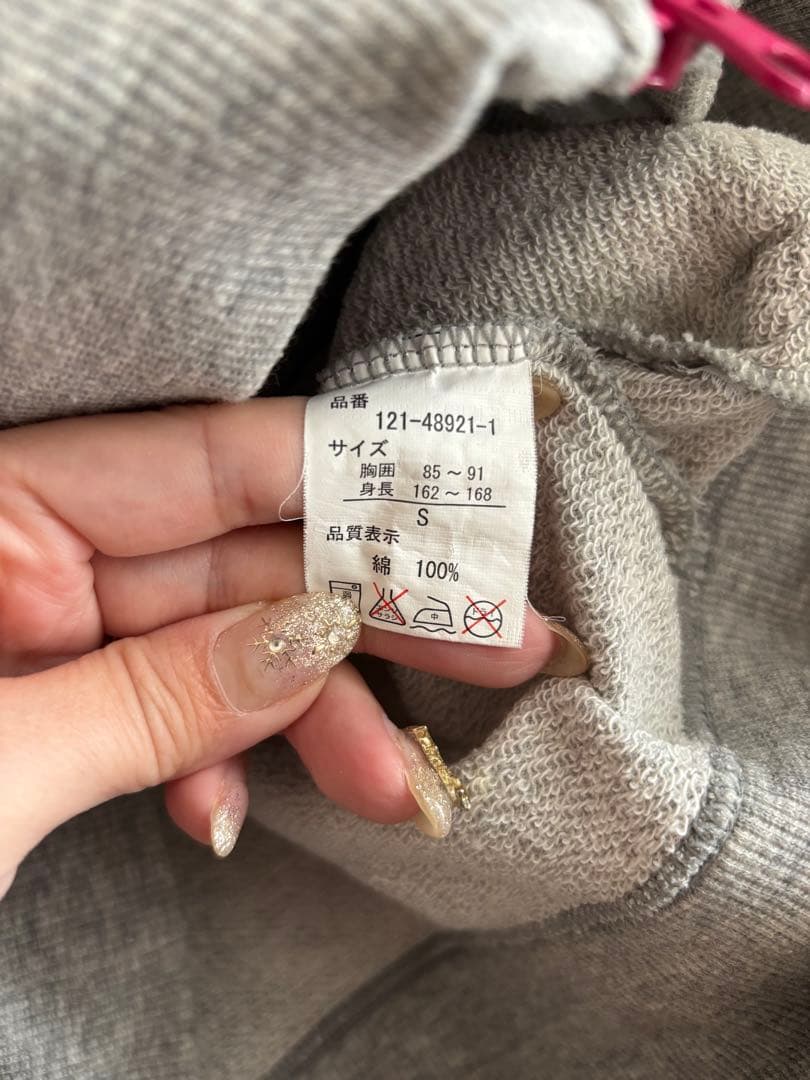 品番
121-48921-1
サイズ
胸囲 85～91
身長 162～168
S
品質表示
綿 100%
中